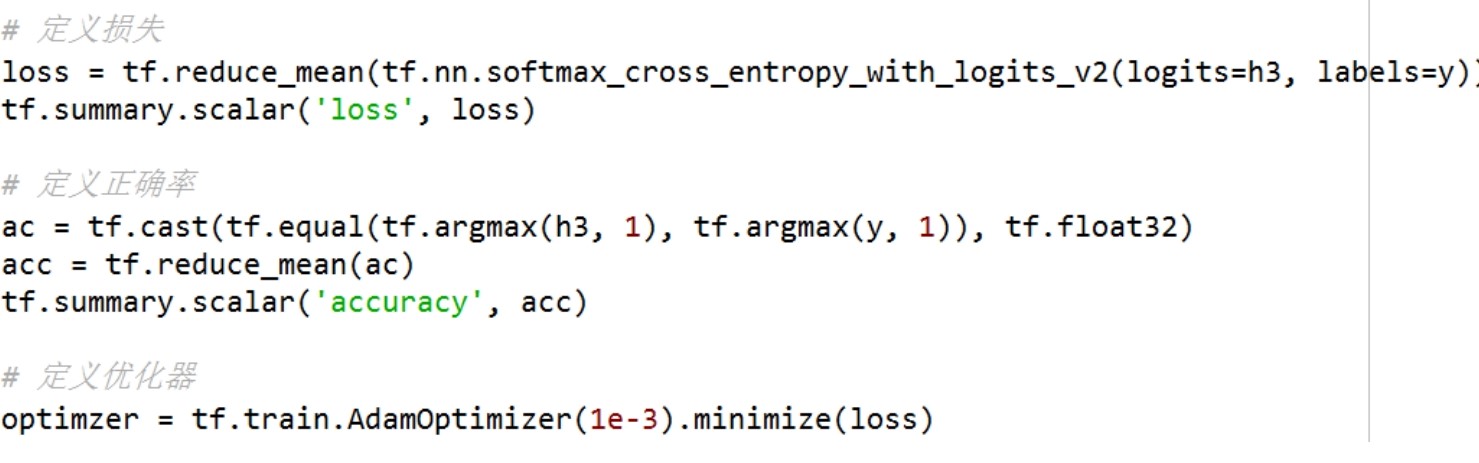 # 定义损失
loss = tf.reduce_mean(tf.nn.softmax_cross_entropy_with_logits_v2(logits=h3, labels=y))
tf.summary.scalar('loss', loss)
# 定义正确率
ac = tf.cast(tf.equal(tf.argmax(h3, 1), tf.argmax(y, 1)), tf.float32)
acc = tf.reduce_mean(ac)
tf.summary.scalar('accuracy', acc)
# 定义优化器
optimzer = tf.train.AdamOptimizer(1e-3).minimize(loss)